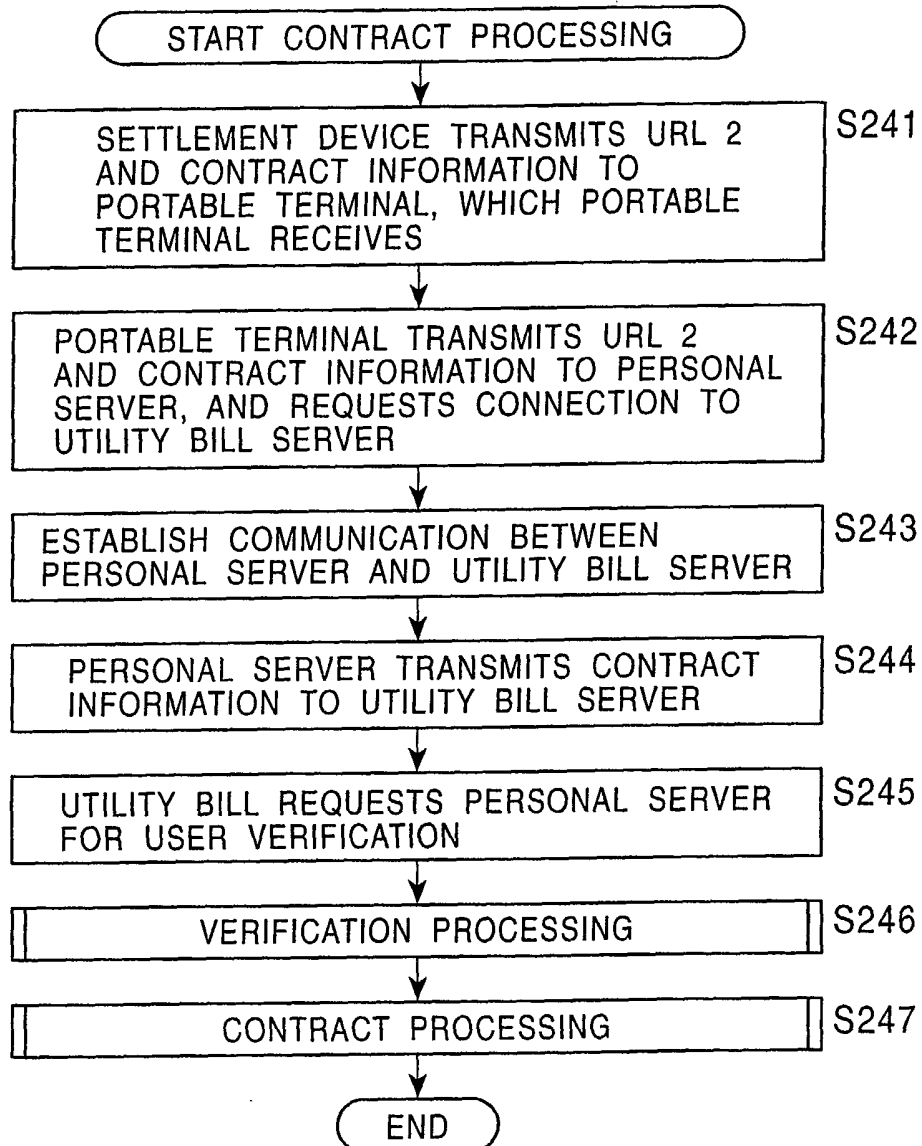 START CONTRACT PROCESSING
SETTLEMENT DEVICE TRANSMITS URL 2
AND CONTRACT INFORMATION TO
PORTABLE TERMINAL, WHICH PORTABLE
TERMINAL RECEIVES
S241
PORTABLE TERMINAL TRANSMITS URL 2
AND CONTRACT INFORMATION TO PERSONAL
SERVER, AND REQUESTS CONNECTION TO
UTILITY BILL SERVER
S242
ESTABLISH COMMUNICATION BETWEEN
PERSONAL SERVER AND UTILITY BILL SERVER
S243
PERSONAL SERVER TRANSMITS CONTRACT
INFORMATION TO UTILITY BILL SERVER
S244
UTILITY BILL REQUESTS PERSONAL SERVER
FOR USER VERIFICATION
S245
VERIFICATION PROCESSING
S246
CONTRACT PROCESSING
S247
END